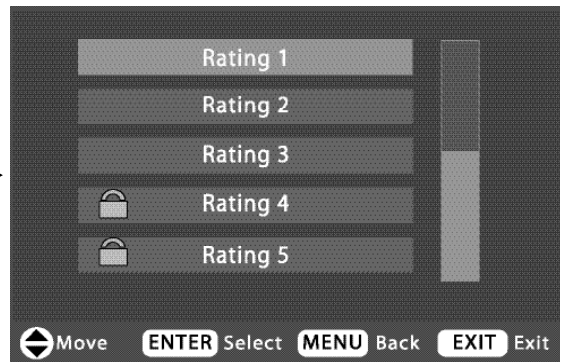 Rating 1
Rating 2
Rating 3
Rating 4
Rating 5
Move ENTER Select MENU Back EXIT Exit